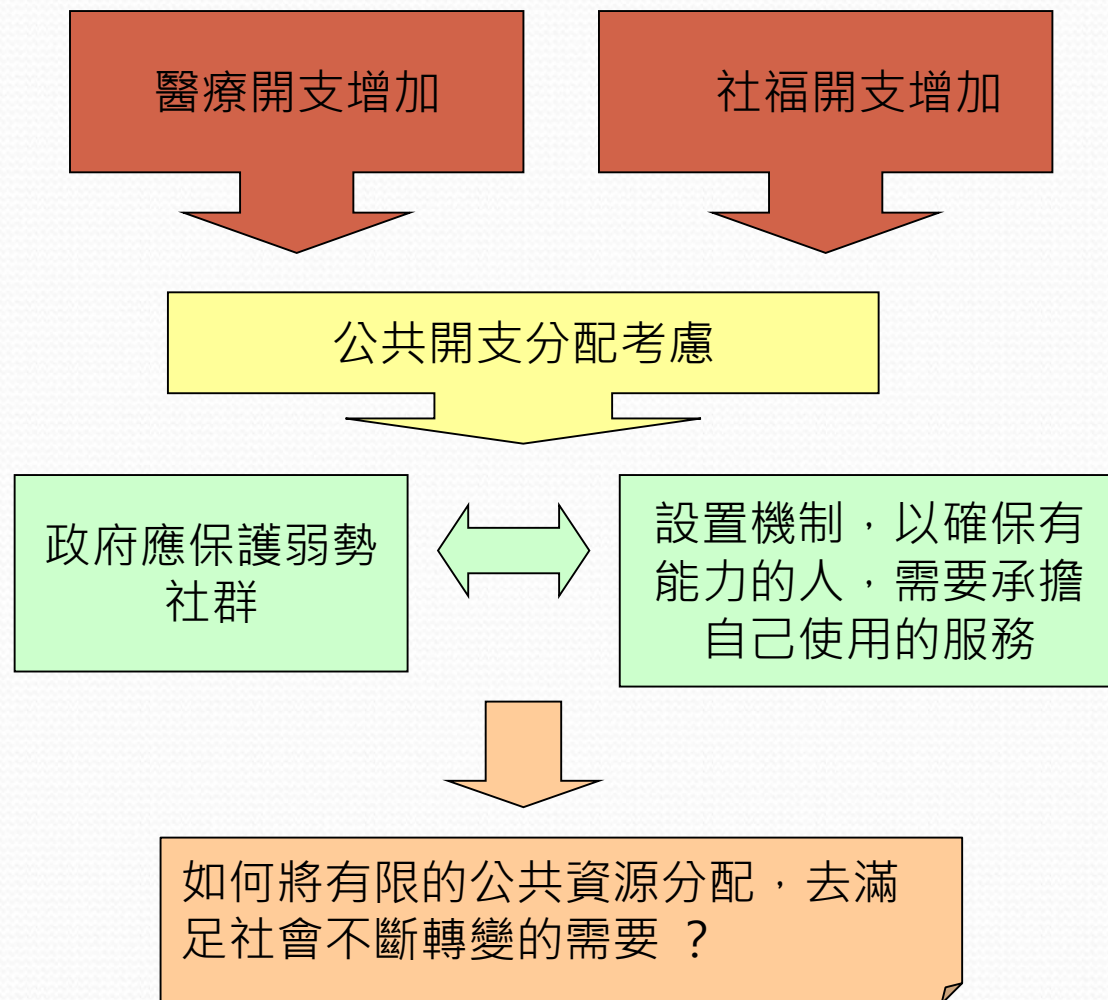 醫療開支增加
社福開支增加
公共開支分配考慮
政府應保護弱勢
社群
設置機制，以確保有
能力的人，需要承擔
自己使用的服務
如何將有限的公共資源分配，去滿
足社會不斷轉變的需要 ？